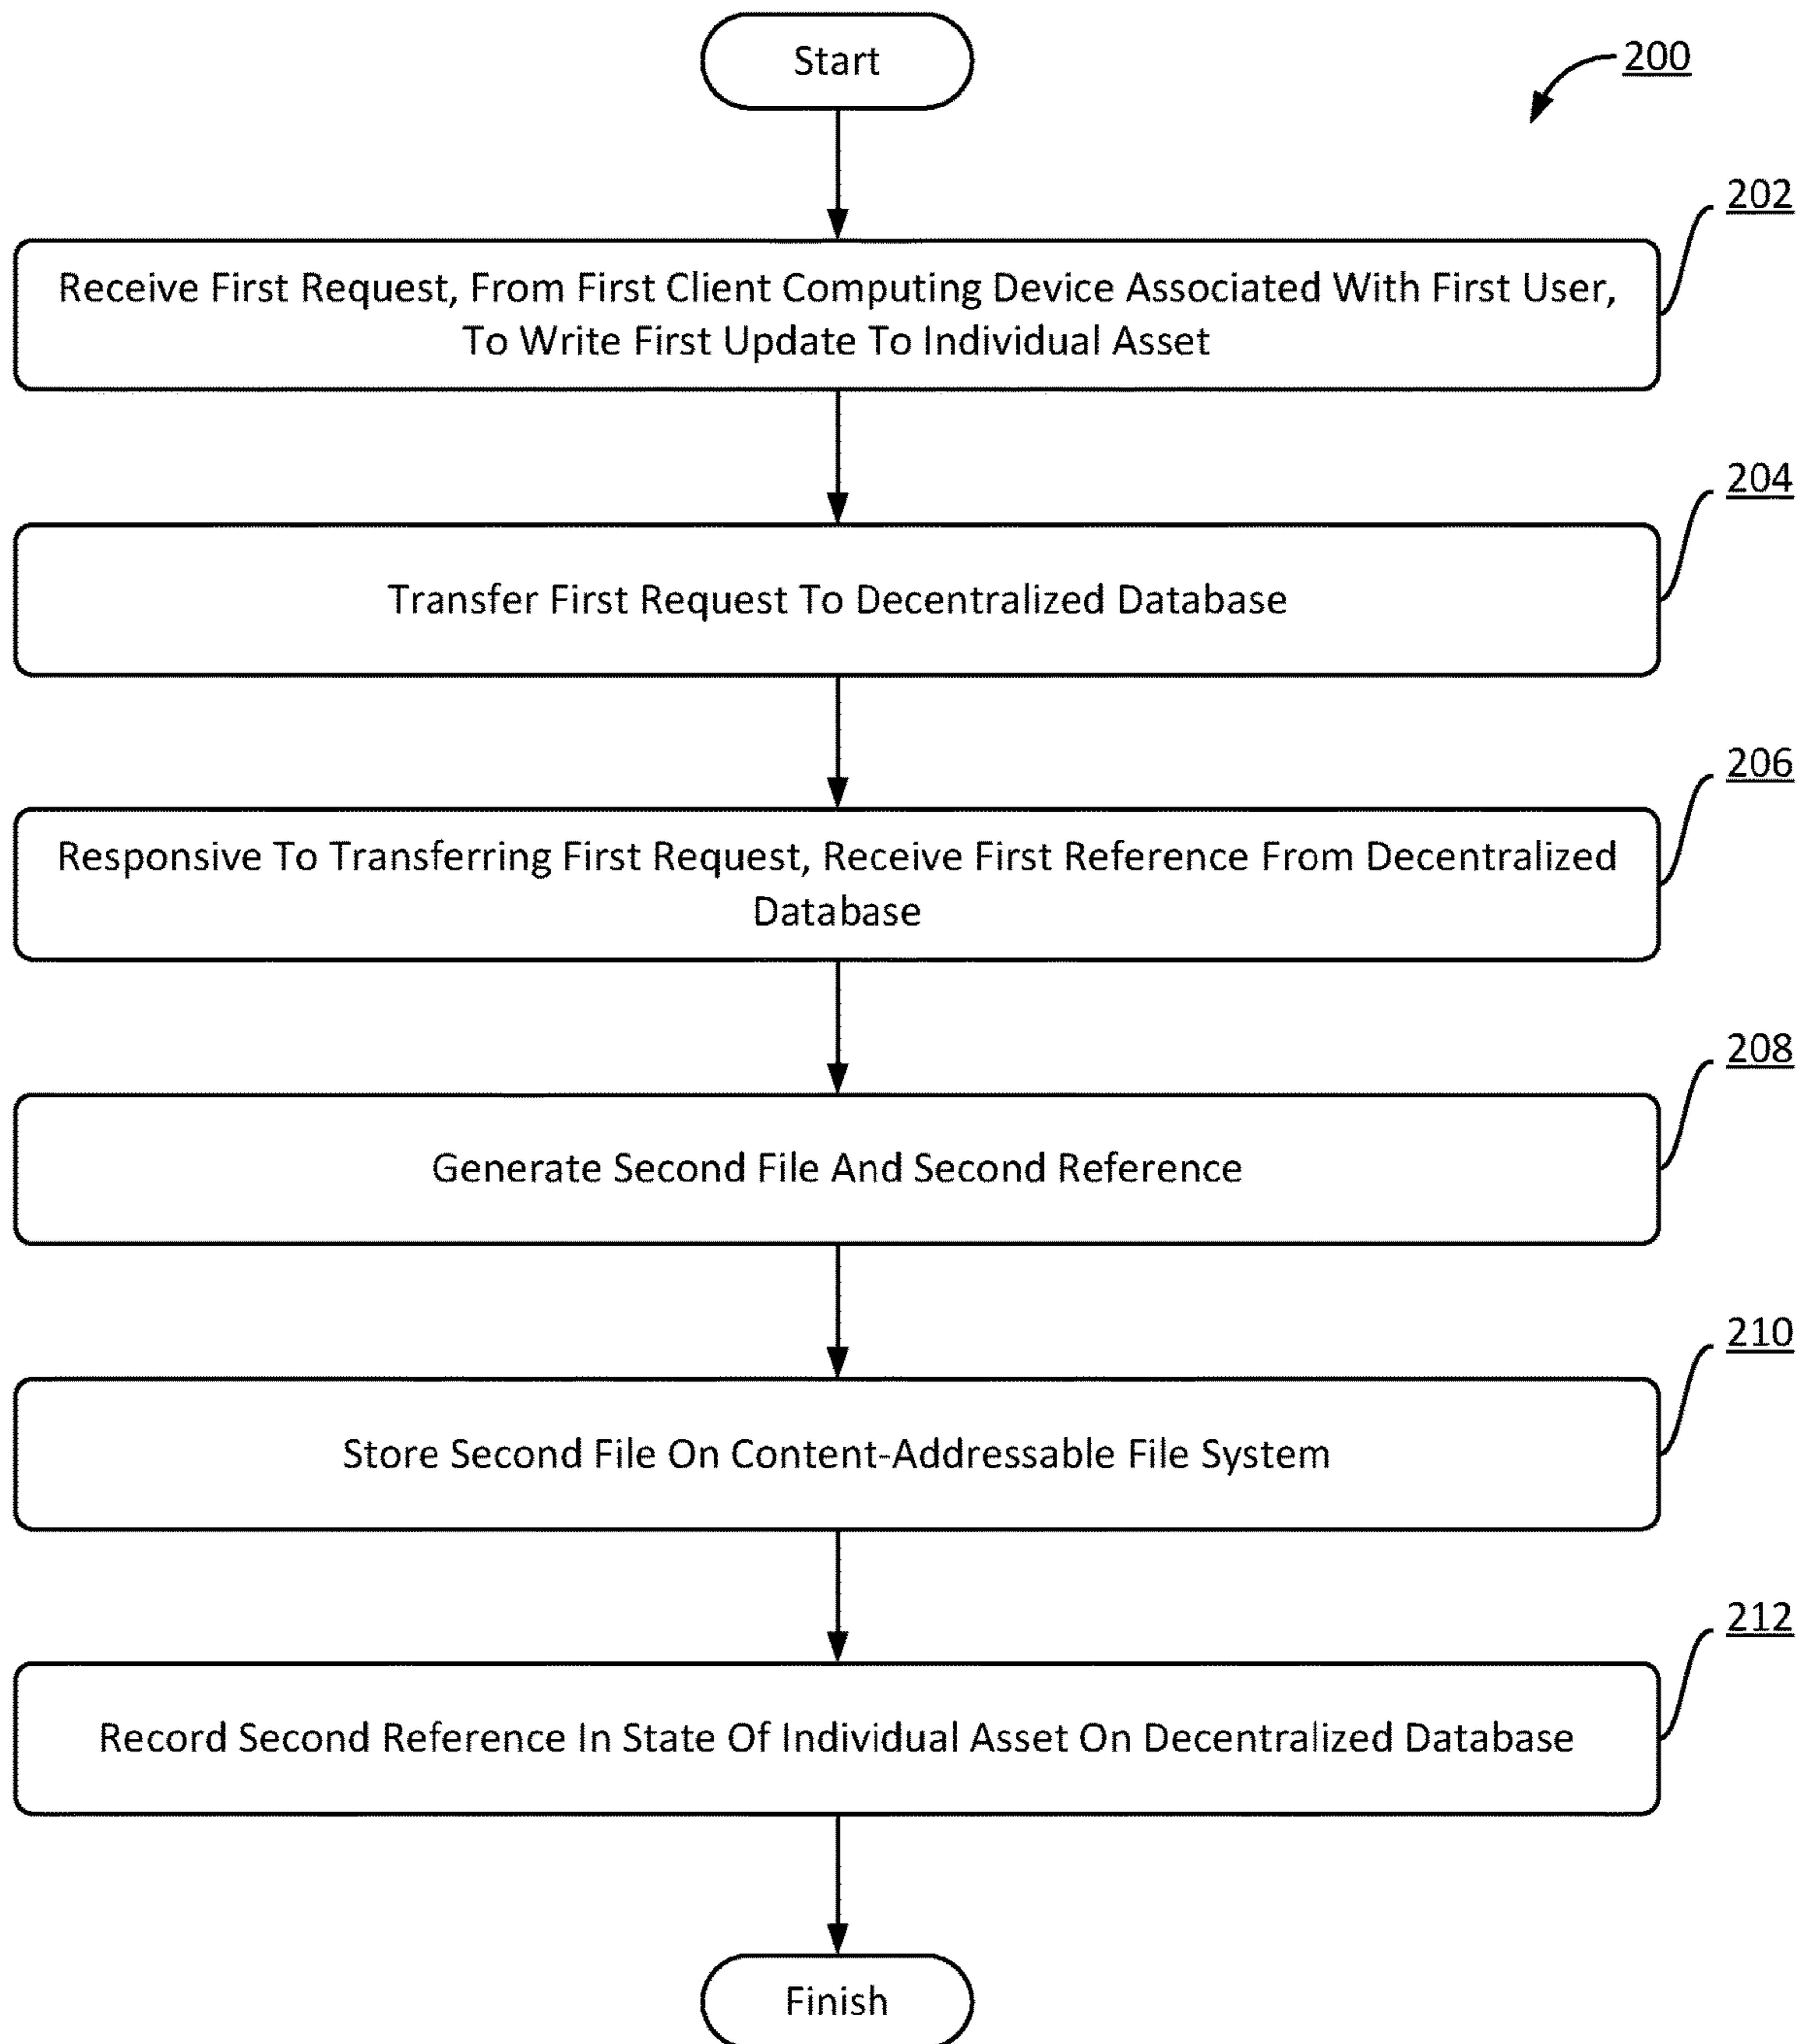 Start
200
202
Receive First Request, From First Client Computing Device Associated With First User,
To Write First Update To Individual Asset
204
Transfer First Request To Decentralized Database
206
Responsive To Transferring First Request, Receive First Reference From Decentralized
Database
208
Generate Second File And Second Reference
210
Store Second File On Content-Addressable File System
212
Record Second Reference In State Of Individual Asset On Decentralized Database
Finish